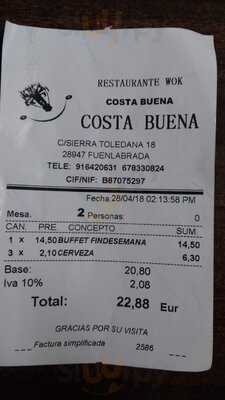 RESTAURANTE WOK
COSTA BUENA
COSTA BUENA
C/SIERRA TOLEDANA 18
28947 FUENLABRADA
TELE: 916420631 678330824
CIF/NIF: B87075297
Fecha:28/04/18 02:13:58 PM
Mesa. 2 Personas: 0
CAN. PRE. CONCEPTO SUM.
1 X 14,50 BUFFET FINDESEMANA 14,50
3 X 2,10 CERVEZA 6,30
Base: 20,80
Iva 10% 2,08
Total: 22,88 Eur
GRACIAS POR SU VISITA
Factura simplificada 2586